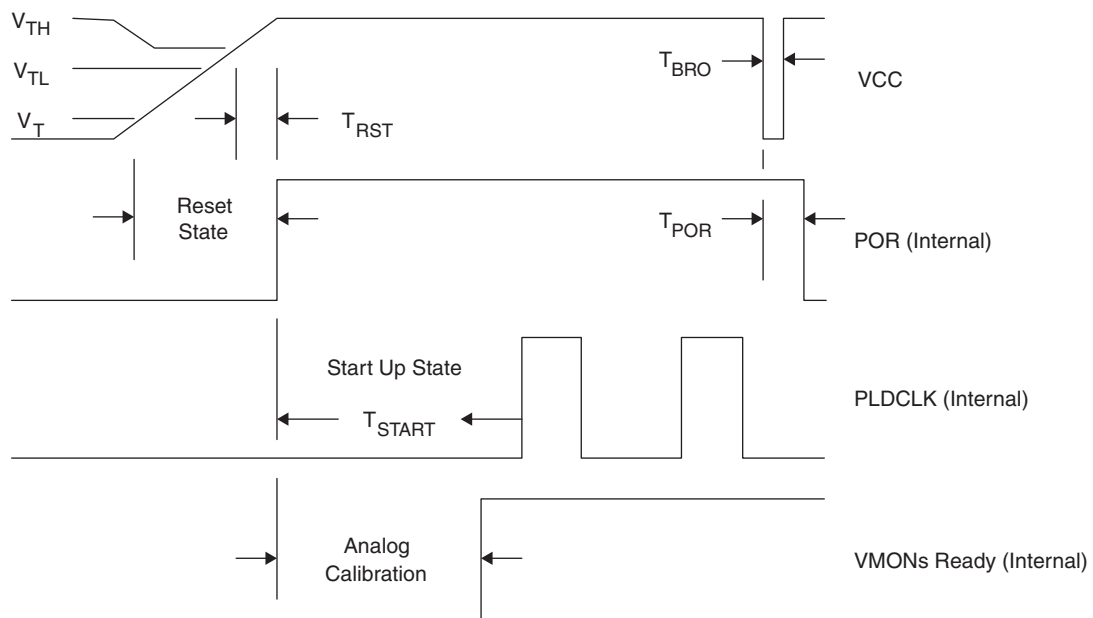 VTH
VTL
VT
TBRO
VCC
TRST
Reset
State
TPOR
POR (Internal)
Start Up State
TSTART
PLDCLK (Internal)
Analog
Calibration
VMONs Ready (Internal)